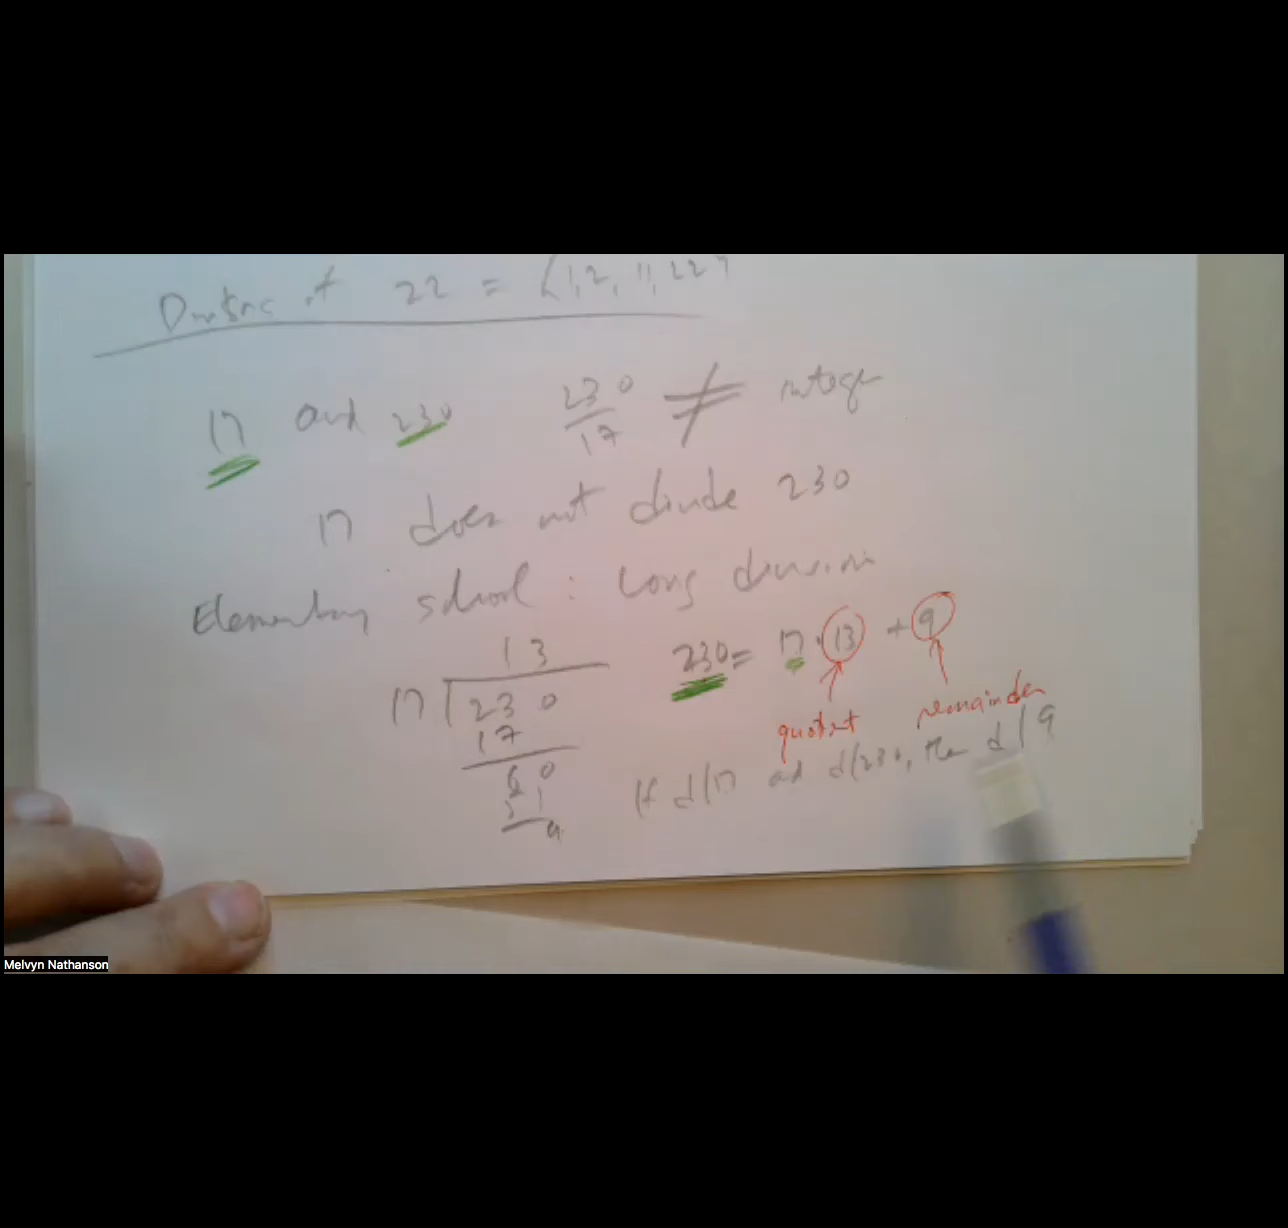 Divisors of 22 = {1, 2, 11, 22}
17 and 230 230/17 ≠ integer
17 does not divide 230
Elementary school : Long division
13
17 230
230 = 17 · 13 + 9
17
quotient remainder
60
51
9
If d|17 and d|230, then d|9
Melvyn Nathanson